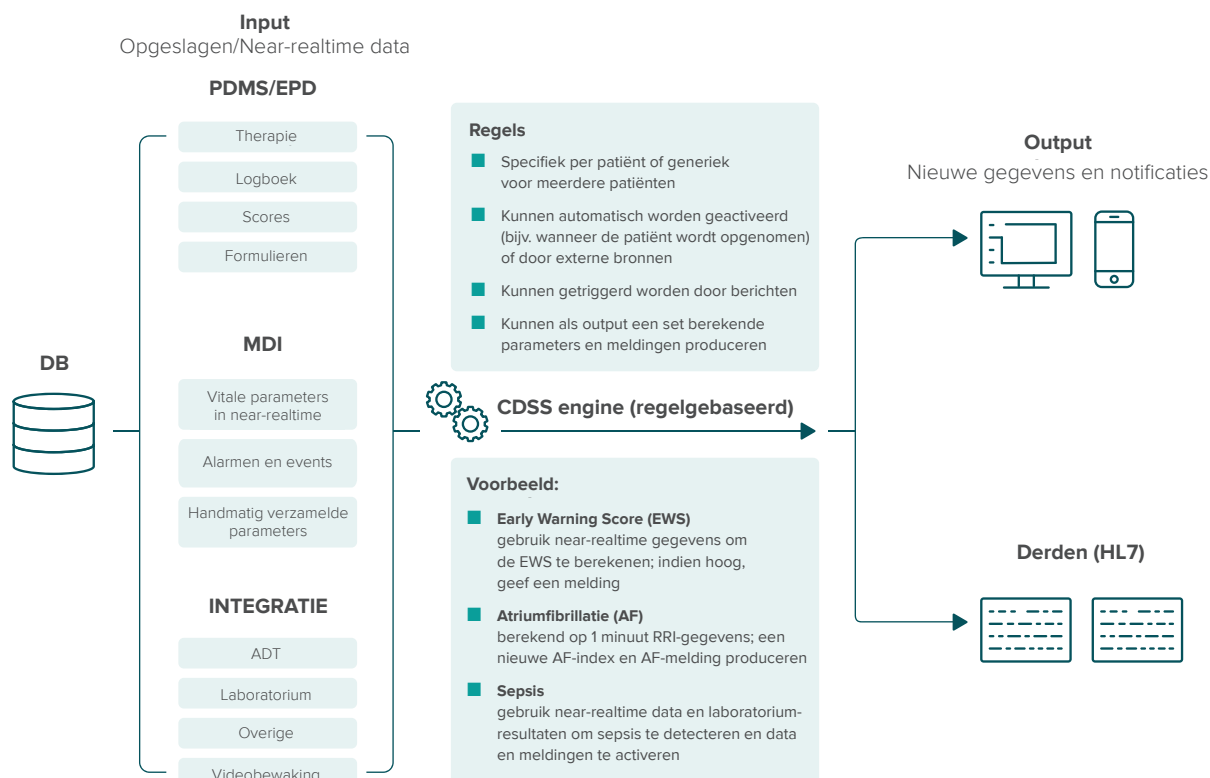 Input
Opgeslagen/Near-realtime data
PDMS/EPD
Therapie
Logboek
Scores
Formulieren
MDI
Vitale parameters
in near-realtime
Alarmen en events
Handmatig verzamelde
parameters
INTEGRATIE
ADT
Laboratorium
Overige
Videobewaking
DB
Regels
Specifiek per patiënt of generiek
voor meerdere patiënten
Kunnen automatisch worden geactiveerd
(bijv. wanneer de patiënt wordt opgenomen)
of door externe bronnen
Kunnen getriggerd worden door berichten
Kunnen als output een set berekende
parameters en meldingen produceren
CDSS engine (regelgebaseerd)
Voorbeeld:
Early Warning Score (EWS)
gebruik near-realtime gegevens om
de EWS te berekenen; indien hoog,
geef een melding
Atriumfibrillatie (AF)
berekend op 1 minuut RRI-gegevens; een
nieuwe AF-index en AF-melding produceren
Sepsis
gebruik near-realtime data en laboratorium-
resultaten om sepsis te detecteren en data
en meldingen te activeren
Output
Nieuwe gegevens en notificaties
Derden (HL7)